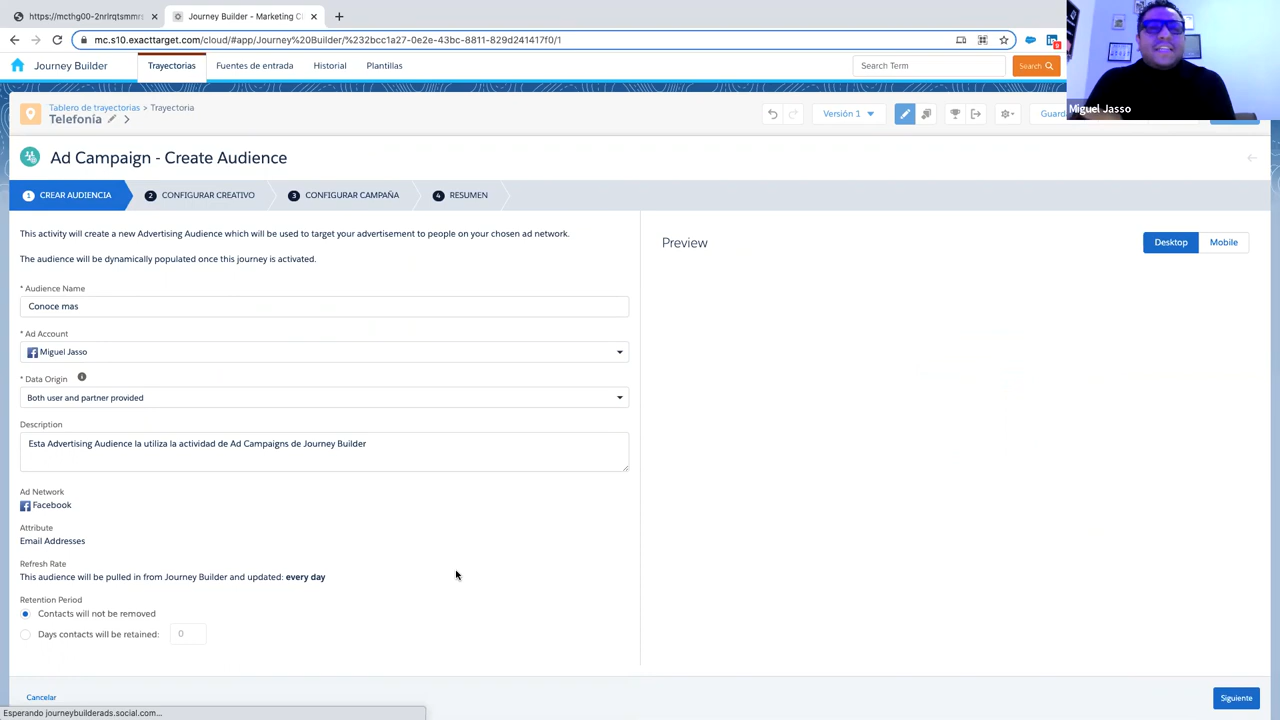 https://mcthg00-2nrlrqtsmmr
Journey Builder - Marketing C
mc.s10.exacttarget.com/cloud/#app/Journey%20Builder/%232bcc1a27-0e2e-43bc-8811-829d241417f0/1
Journey Builder
Trayectorias
Fuentes de entrada
Historial
Plantillas
Search Term
Search
Miguel Jasso
Tablero de trayectorias > Trayectoria
Telefonía
Versión 1
Guard
Ad Campaign - Create Audience
1 CREAR AUDIENCIA
2 CONFIGURAR CREATIVO
3 CONFIGURAR CAMPAÑA
4 RESUMEN
This activity will create a new Advertising Audience which will be used to target your advertisement to people on your chosen ad network.
The audience will be dynamically populated once this journey is activated.
* Audience Name
Conoce mas
* Ad Account
Miguel Jasso
* Data Origin
Both user and partner provided
Description
Esta Advertising Audience la utiliza la actividad de Ad Campaigns de Journey Builder
Ad Network
Facebook
Attribute
Email Addresses
Refresh Rate
This audience will be pulled in from Journey Builder and updated: every day
Retention Period
Contacts will not be removed
Days contacts will be retained: 0
Preview
Desktop
Mobile
Cancelar
Siguiente
Esperando journeybuilderads.social.com...